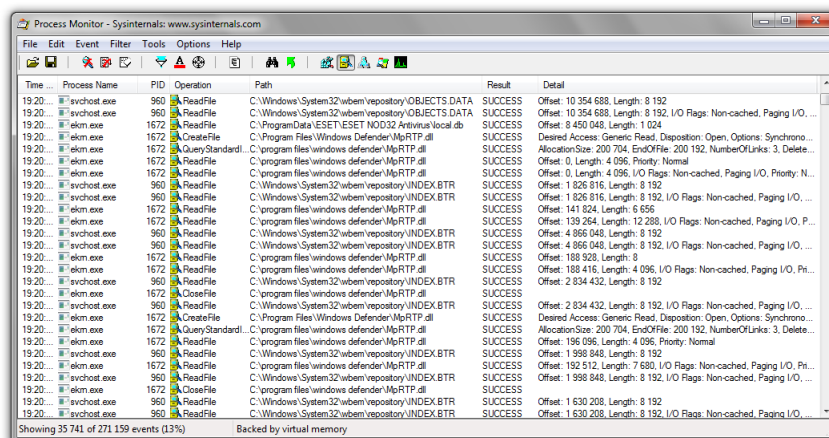 Process Monitor - Sysinternals: www.sysinternals.com
File Edit Event Filter Tools Options Help
Time ... Process Name PID Operation Path Result Detail
19:20:... svchost.exe 960 ReadFile C:\Windows\System32\wbem\repository\OBJECTS.DATA SUCCESS Offset: 10 354 688, Length: 8 192
19:20:... svchost.exe 960 ReadFile C:\Windows\System32\wbem\repository\OBJECTS.DATA SUCCESS Offset: 10 354 688, Length: 8 192, I/O Flags: Non-cached, Paging I/O, ...
19:20:... ekrn.exe 1672 ReadFile C:\ProgramData\ESET\ESET NOD32 Antivirus\local.db SUCCESS Offset: 8 450 048, Length: 1 024
19:20:... ekrn.exe 1672 CreateFile C:\Program Files\Windows Defender\MpRTP.dll SUCCESS Desired Access: Generic Read, Disposition: Open, Options: Synchrono...
19:20:... ekrn.exe 1672 QueryStandardI... C:\program files\windows defender\MpRTP.dll SUCCESS AllocationSize: 200 704, EndOfFile: 200 192, NumberOfLinks: 3, Delete...
19:20:... ekrn.exe 1672 ReadFile C:\program files\windows defender\MpRTP.dll SUCCESS Offset: 0, Length: 4 096, Priority: Normal
19:20:... ekrn.exe 1672 ReadFile C:\program files\windows defender\MpRTP.dll SUCCESS Offset: 0, Length: 4 096, I/O Flags: Non-cached, Paging I/O, Priority: N...
19:20:... svchost.exe 960 ReadFile C:\Windows\System32\wbem\repository\INDEX.BTR SUCCESS Offset: 1 826 816, Length: 8 192
19:20:... svchost.exe 960 ReadFile C:\Windows\System32\wbem\repository\INDEX.BTR SUCCESS Offset: 1 826 816, Length: 8 192, I/O Flags: Non-cached, Paging I/O, ...
19:20:... ekrn.exe 1672 ReadFile C:\program files\windows defender\MpRTP.dll SUCCESS Offset: 141 824, Length: 6 656
19:20:... ekrn.exe 1672 ReadFile C:\program files\windows defender\MpRTP.dll SUCCESS Offset: 139 264, Length: 12 288, I/O Flags: Non-cached, Paging I/O, P...
19:20:... svchost.exe 960 ReadFile C:\Windows\System32\wbem\repository\INDEX.BTR SUCCESS Offset: 4 866 048, Length: 8 192
19:20:... svchost.exe 960 ReadFile C:\Windows\System32\wbem\repository\INDEX.BTR SUCCESS Offset: 4 866 048, Length: 8 192, I/O Flags: Non-cached, Paging I/O, ...
19:20:... ekrn.exe 1672 ReadFile C:\program files\windows defender\MpRTP.dll SUCCESS Offset: 188 928, Length: 8
19:20:... ekrn.exe 1672 ReadFile C:\program files\windows defender\MpRTP.dll SUCCESS Offset: 188 416, Length: 4 096, I/O Flags: Non-cached, Paging I/O, Pri...
19:20:... svchost.exe 960 ReadFile C:\Windows\System32\wbem\repository\INDEX.BTR SUCCESS Offset: 2 834 432, Length: 8 192
19:20:... ekrn.exe 1672 CloseFile C:\program files\windows defender\MpRTP.dll SUCCESS
19:20:... svchost.exe 960 ReadFile C:\Windows\System32\wbem\repository\INDEX.BTR SUCCESS Offset: 2 834 432, Length: 8 192, I/O Flags: Non-cached, Paging I/O, ...
19:20:... ekrn.exe 1672 CreateFile C:\Program Files\Windows Defender\MpRTP.dll SUCCESS Desired Access: Generic Read, Disposition: Open, Options: Synchrono...
19:20:... ekrn.exe 1672 QueryStandardI... C:\program files\windows defender\MpRTP.dll SUCCESS AllocationSize: 200 704, EndOfFile: 200 192, NumberOfLinks: 3, Delete...
19:20:... ekrn.exe 1672 ReadFile C:\program files\windows defender\MpRTP.dll SUCCESS Offset: 196 096, Length: 4 096, Priority: Normal
19:20:... svchost.exe 960 ReadFile C:\Windows\System32\wbem\repository\INDEX.BTR SUCCESS Offset: 1 998 848, Length: 8 192
19:20:... ekrn.exe 1672 ReadFile C:\program files\windows defender\MpRTP.dll SUCCESS Offset: 192 512, Length: 7 680, I/O Flags: Non-cached, Paging I/O, Pri...
19:20:... svchost.exe 960 ReadFile C:\Windows\System32\wbem\repository\INDEX.BTR SUCCESS Offset: 1 998 848, Length: 8 192, I/O Flags: Non-cached, Paging I/O, ...
19:20:... ekrn.exe 1672 CloseFile C:\program files\windows defender\MpRTP.dll SUCCESS
19:20:... svchost.exe 960 ReadFile C:\Windows\System32\wbem\repository\INDEX.BTR SUCCESS Offset: 1 630 208, Length: 8 192
19:20:... svchost.exe 960 ReadFile C:\Windows\System32\wbem\repository\INDEX.BTR SUCCESS Offset: 1 630 208, Length: 8 192, I/O Flags: Non-cached, Paging I/O, ...
Showing 35 741 of 271 159 events (13%) Backed by virtual memory